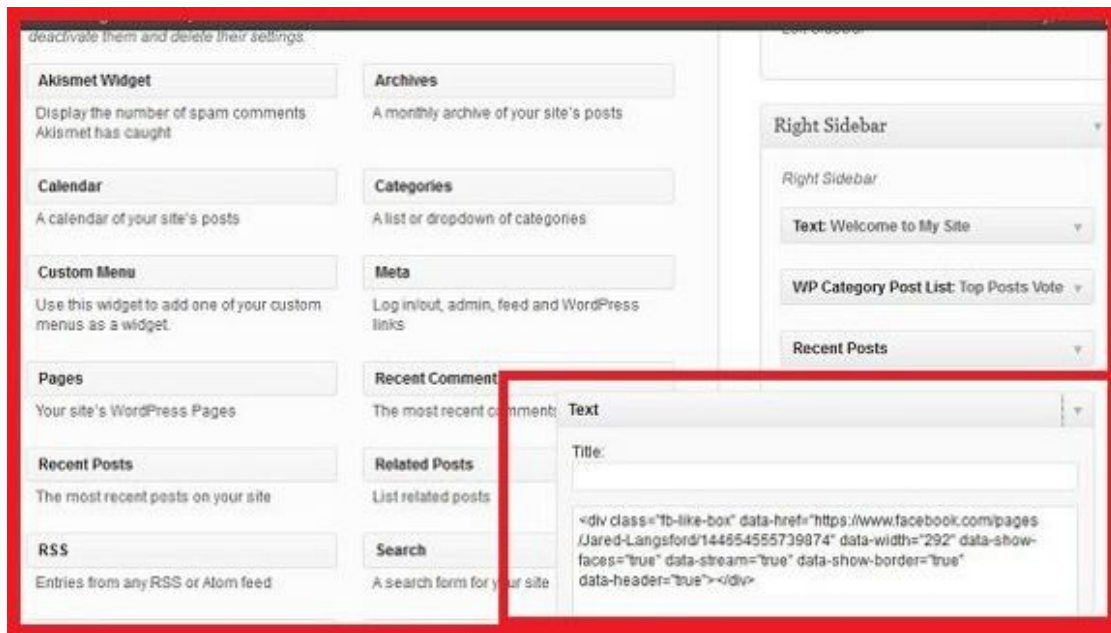 deactivate them and delete their settings.
Akismet Widget
Display the number of spam comments
Akismet has caught
Archives
A monthly archive of your site's posts
Calendar
A calendar of your site's posts
Categories
A list or dropdown of categories
Custom Menu
Use this widget to add one of your custom
menus as a widget.
Meta
Log in/out, admin, feed and WordPress
links
Pages
Your site's WordPress Pages
Recent Comment
The most recent comments
Recent Posts
The most recent posts on your site
Related Posts
List related posts
RSS
Entries from any RSS or Atom feed
Search
A search form for your site
Right Sidebar
Right Sidebar
Text: Welcome to My Site
WP Category Post List: Top Posts Vote
Recent Posts
Text
Title:
<div class="fb-like-box" data-href="https://www.facebook.com/pages
/Jared-Langsford/144654555739874" data-width="292" data-show-
faces="true" data-stream="true" data-show-border="true"
data-header="true"></div>